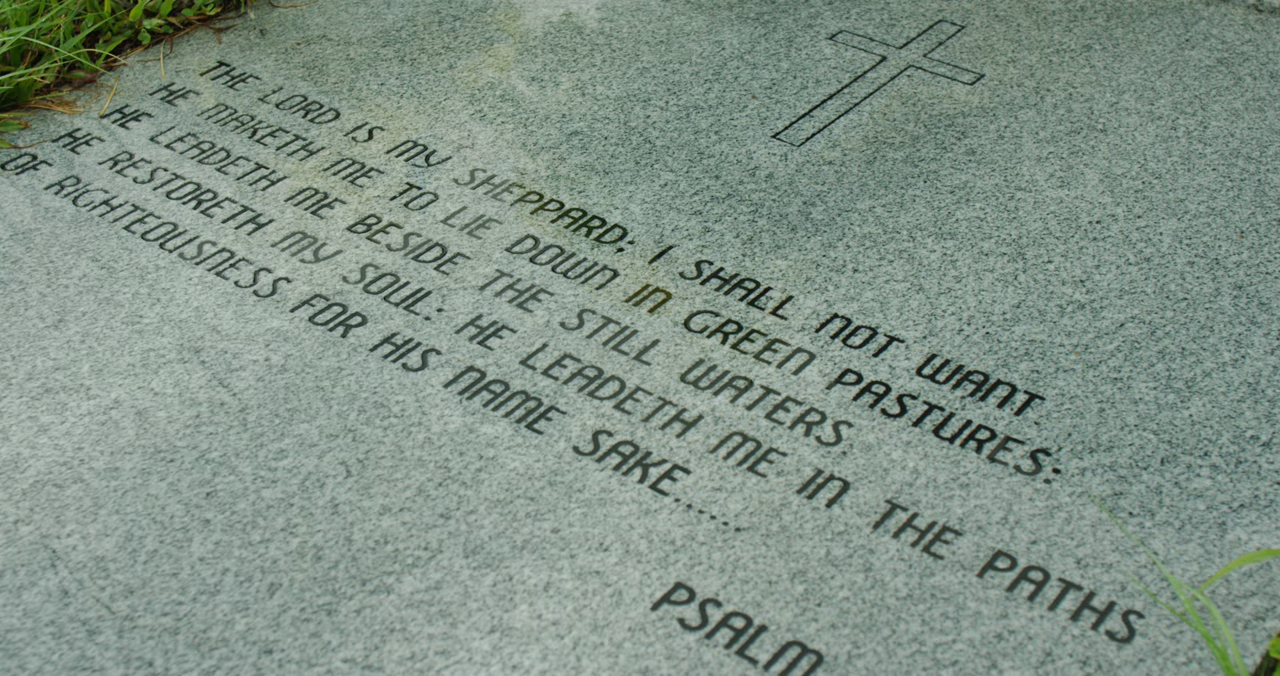 THE LORD IS MY SHEPPARD; I SHALL NOT WANT.
HE MAKETH ME TO LIE DOWN IN GREEN PASTURES:
HE LEADETH ME BESIDE THE STILL WATERS.
HE RESTORETH MY SOUL: HE LEADETH ME IN THE PATHS
OF RIGHTEOUSNESS FOR HIS NAME SAKE......
PSALM